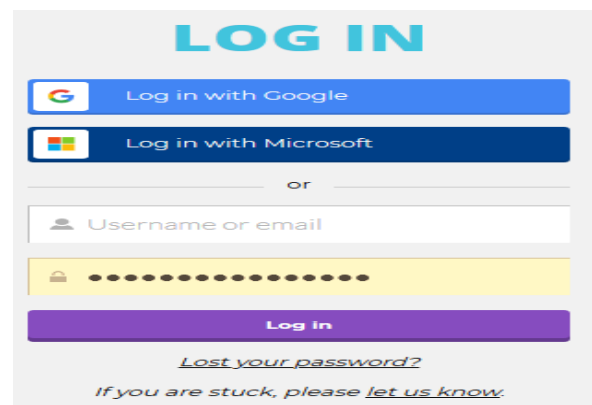 LOG IN
Log in with Google
Log in with Microsoft
or
Username or email
●●●●●●●●●●●●●●●●
Log in
Lost your password?
If you are stuck, please let us know.